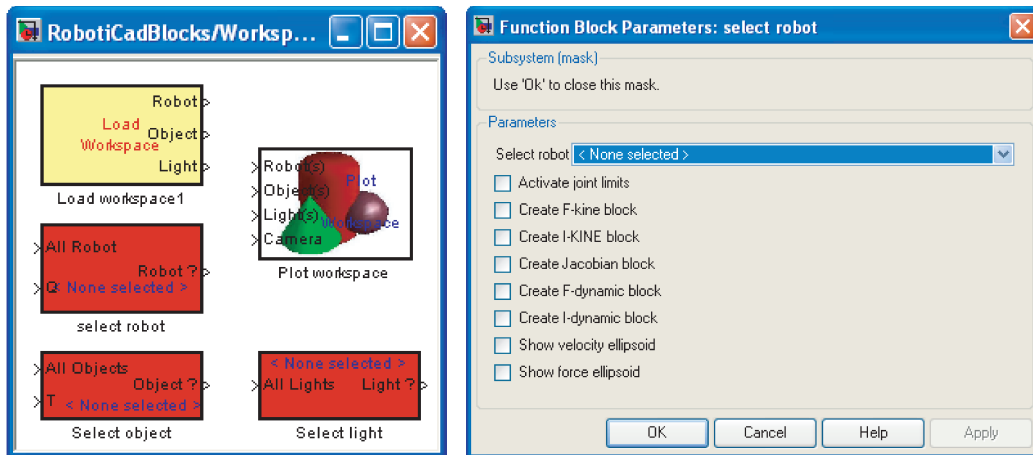 RobotiCadBlocks/Worksp...
Robot
Load
Workspace
Object
Light
Load workspace1
Robot(s)
Object(s)
Light(s)
Camera
Plot
Workspace
Plot workspace
All Robot
Robot ?
Q
< None selected >
select robot
All Objects
Object ?
T
< None selected >
Select object
< None selected >
All Lights
Light ?
Select light
Function Block Parameters: select robot
Subsystem (mask)
Use 'Ok' to close this mask.
Parameters
Select robot < None selected >
Activate joint limits
Create F-kine block
Create I-KINE block
Create Jacobian block
Create F-dynamic block
Create I-dynamic block
Show velocity ellipsoid
Show force ellipsoid
OK Cancel Help Apply